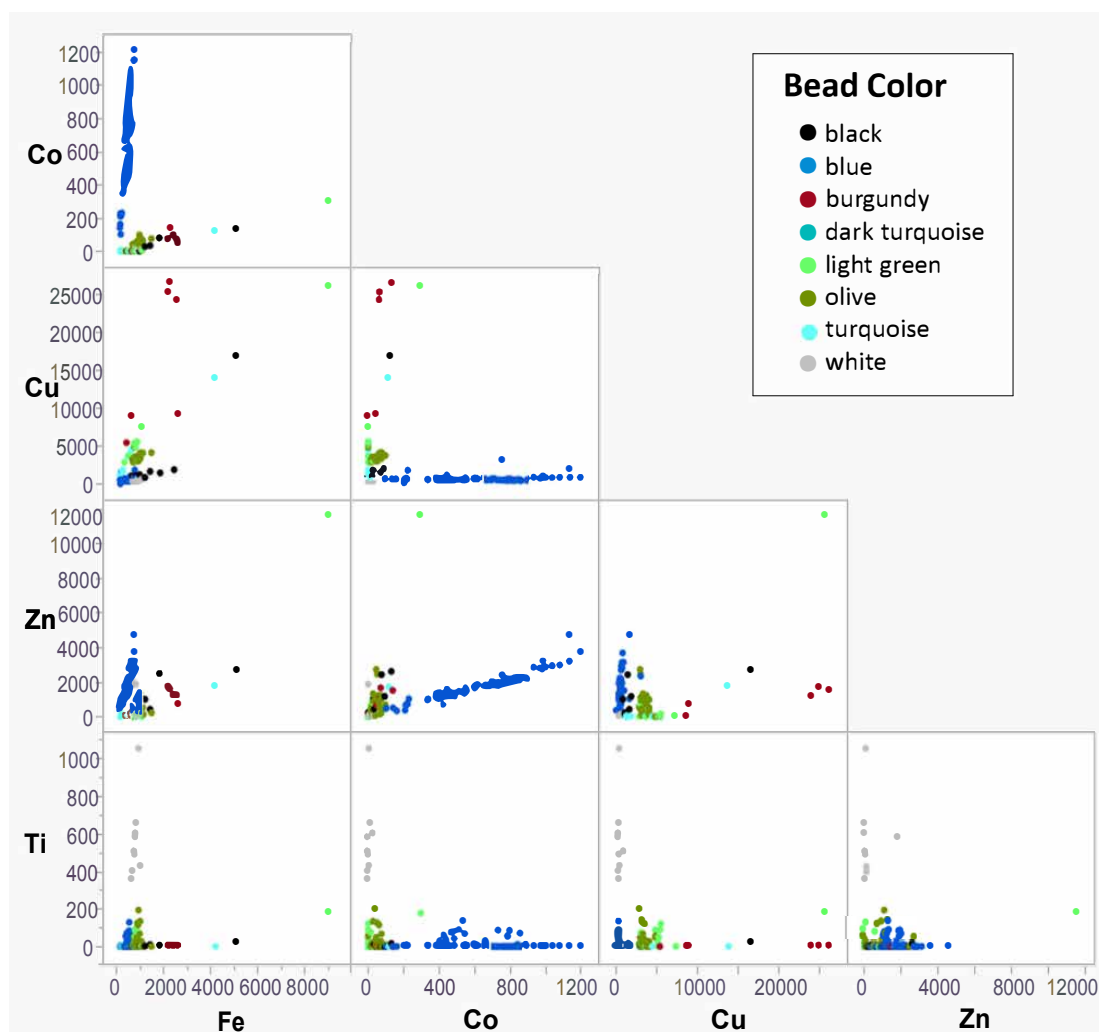 1200
1000
800
Co 600
400
200
0
Bead Color
black
blue
burgundy
dark turquoise
light green
olive
turquoise
white
25000
20000
15000
Cu
10000
5000
0
12000
10000
8000
Zn 6000
4000
2000
0
1000
800
Ti 600
400
200
0
0 2000 4000 6000 8000 0 400 800 1200 0 10000 20000 0 4000 8000 12000
Fe Co Cu Zn